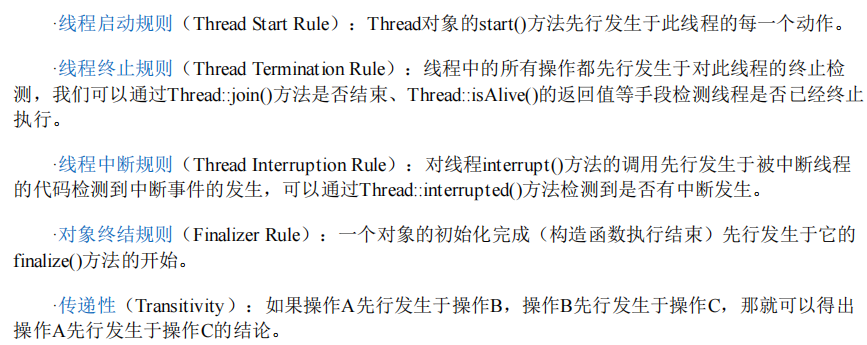 ·线程启动规则（Thread Start Rule）：Thread对象的start()方法先行发生于此线程的每一个动作。
·线程终止规则（Thread Termination Rule）：线程中的所有操作都先行发生于对此线程的终止检
测，我们可以通过Thread::join()方法是否结束、Thread::isAlive()的返回值等手段检测线程是否已经终止
执行。
·线程中断规则（Thread Interruption Rule）：对线程interrupt()方法的调用先行发生于被中断线程
的代码检测到中断事件的发生，可以通过Thread::interrupted()方法检测到是否有中断发生。
·对象终结规则（Finalizer Rule）：一个对象的初始化完成（构造函数执行结束）先行发生于它的
finalize()方法的开始。
·传递性（Transitivity）：如果操作A先行发生于操作B，操作B先行发生于操作C，那就可以得出
操作A先行发生于操作C的结论。